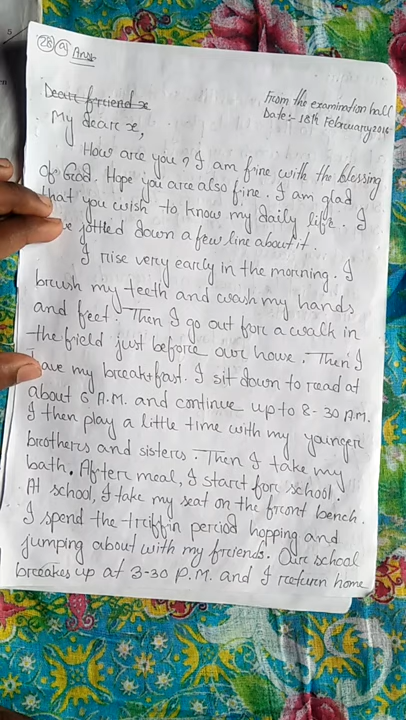 28 a Ans
From the examination hall
Date:- 18th February 2016
Dear friend x
My dear x,
How are you? I am fine with the blessing
of God. Hope you are also fine. I am glad
that you wish to know my daily life. I
jotted down a few line about it.
I rise very early in the morning. I
brush my teeth and wash my hands
and feet. Then I go out for a walk in
the field just before our howe. Then I
have my breakfast. I sit down to read at
about 6 A.M. and continue up to 8-30 A.M.
I then play a little time with my younger
brothers and sisters. Then I take my
bath. After meal, I start for school.
At school, I take my seat on the front bench.
I spend the triffin period hopping and
jumping about with my friends. Our school
breakes up at 3-30 P.M. and I return home